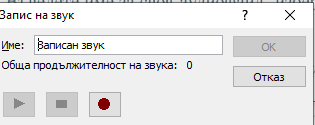 Запис на звук
? ×
Име: Записан звук
OK
Обща продължителност на звука: 0
Отказ